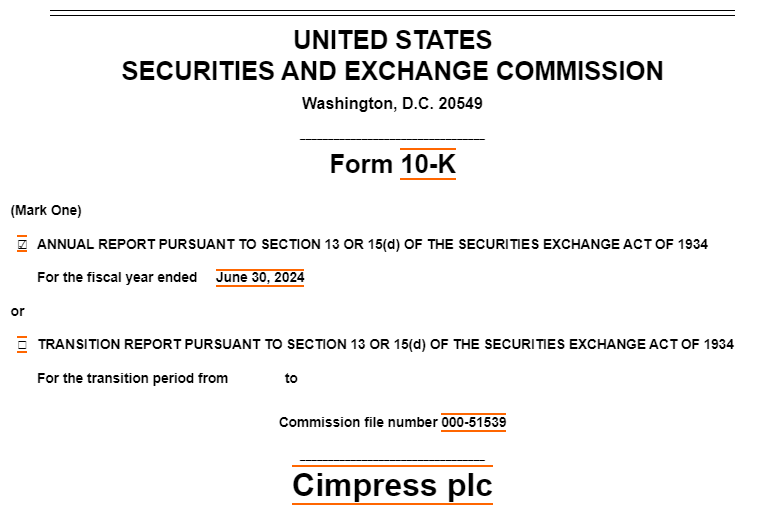 UNITED STATES
SECURITIES AND EXCHANGE COMMISSION
Washington, D.C. 20549
Form 10-K
(Mark One)
☑ ANNUAL REPORT PURSUANT TO SECTION 13 OR 15(d) OF THE SECURITIES EXCHANGE ACT OF 1934
For the fiscal year ended June 30, 2024
or
☐ TRANSITION REPORT PURSUANT TO SECTION 13 OR 15(d) OF THE SECURITIES EXCHANGE ACT OF 1934
For the transition period from to
Commission file number 000-51539
Cimpress plc